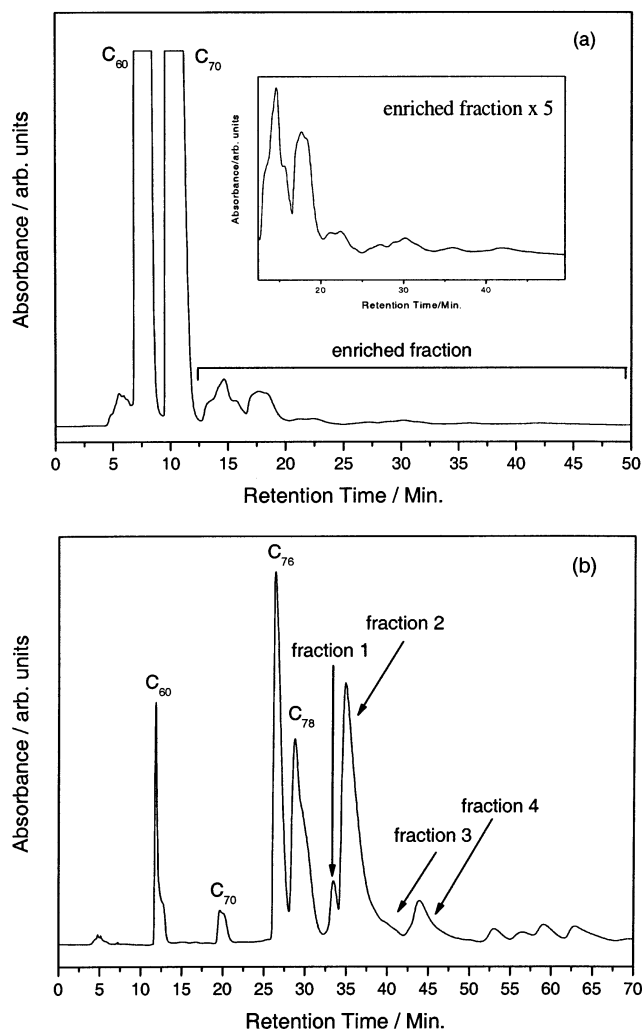 (a)
C60
C70
enriched fraction x 5
Absorbance/arb. units
20
30
40
Retention Time/Min.
enriched fraction
Absorbance / arb. units
0
5
10
15
20
25
30
35
40
45
50
Retention Time / Min.
(b)
C76
fraction 2
fraction 1
C60
C78
fraction 4
fraction 3
C70
Absorbance / arb. units
0
5
10
15
20
25
30
35
40
45
50
55
60
65
70
Retention Time / Min.